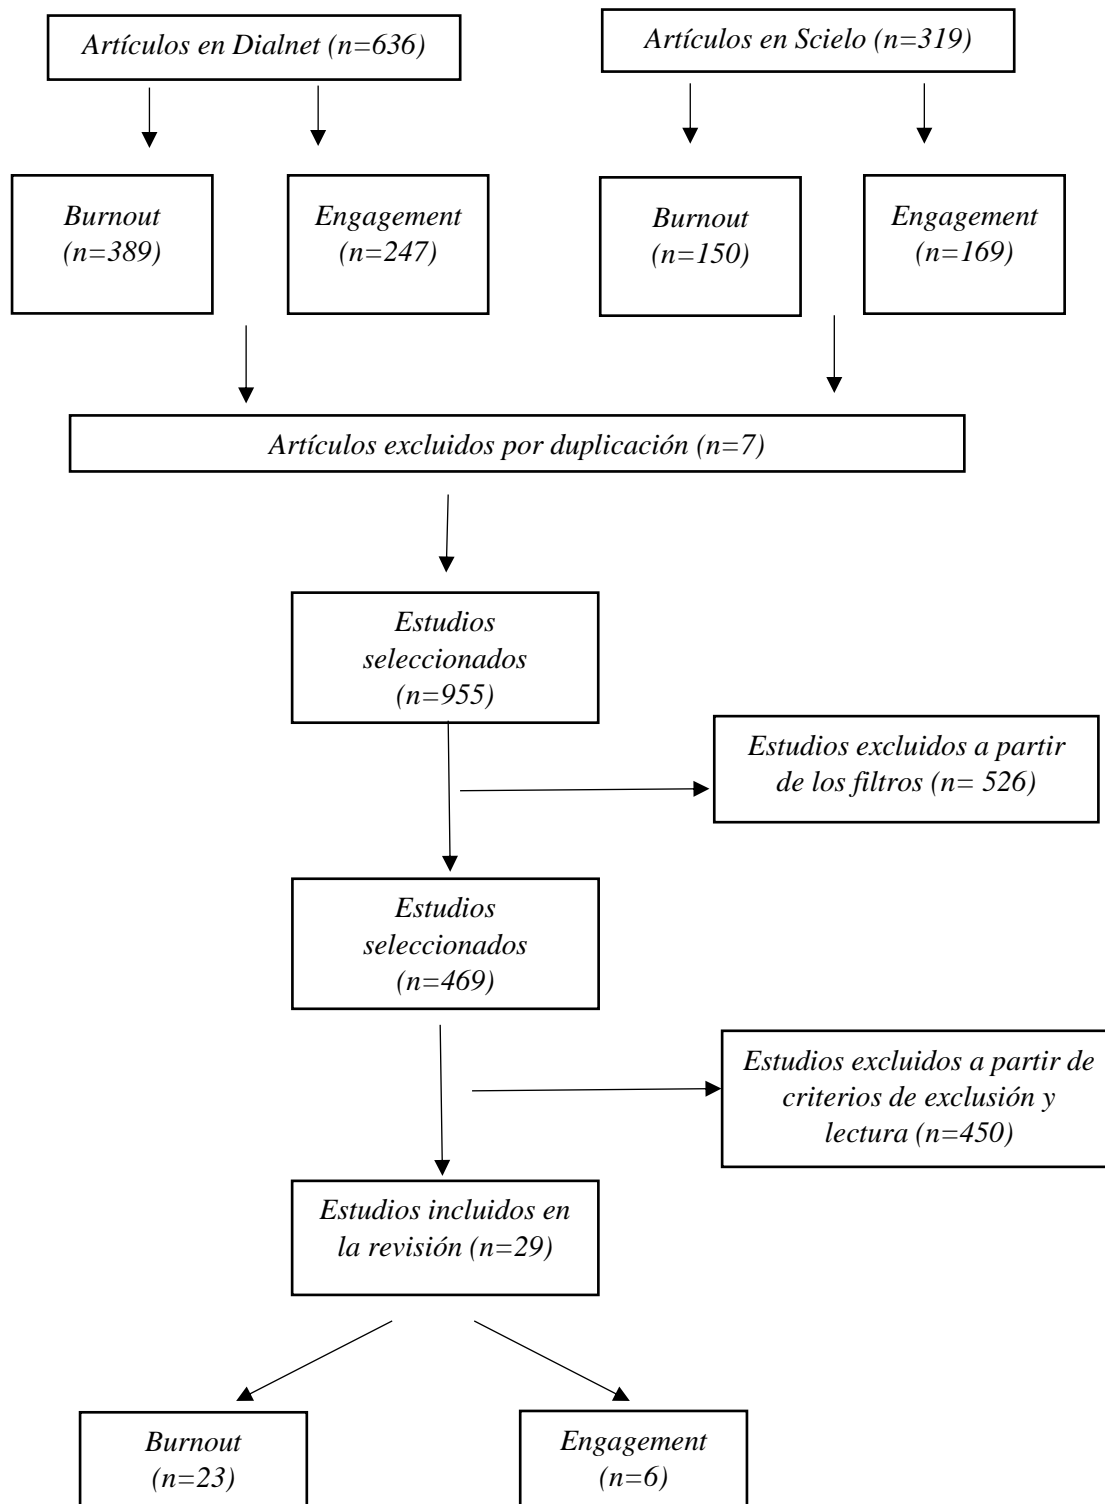 Artículos en Dialnet (n=636)
Artículos en Scielo (n=319)
Burnout
(n=389)
Engagement
(n=247)
Burnout
(n=150)
Engagement
(n=169)
Artículos excluidos por duplicación (n=7)
Estudios
seleccionados
(n=955)
Estudios excluidos a partir
de los filtros (n= 526)
Estudios
seleccionados
(n=469)
Estudios excluidos a partir de
criterios de exclusión y
lectura (n=450)
Estudios incluidos en
la revisión (n=29)
Burnout
(n=23)
Engagement
(n=6)